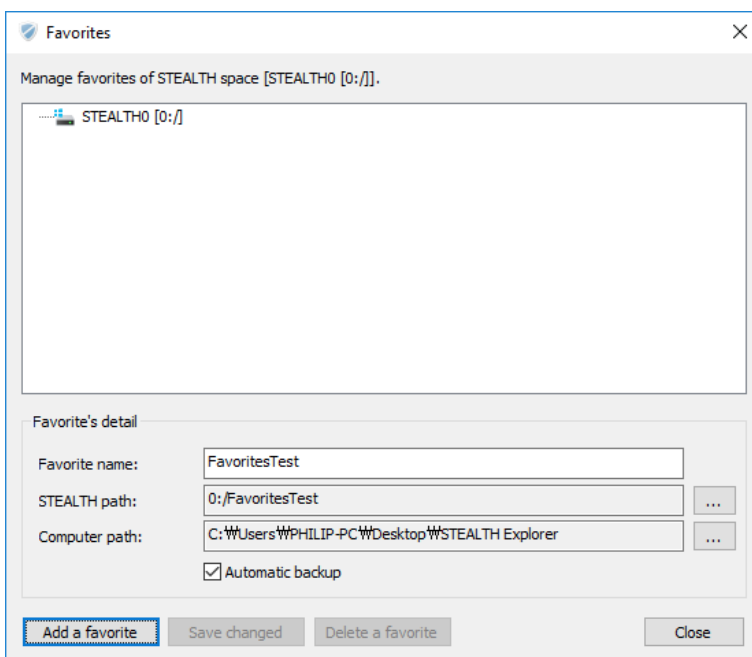 Favorites
Manage favorites of STEALTH space [STEALTH0 [0:/]].
STEALTH0 [0:/]
Favorite's detail
Favorite name: FavoritesTest
STEALTH path: 0:/FavoritesTest ...
Computer path: C:₩Users₩PHILIP-PC₩Desktop₩STEALTH Explorer ...
Automatic backup
Add a favorite Save changed Delete a favorite Close